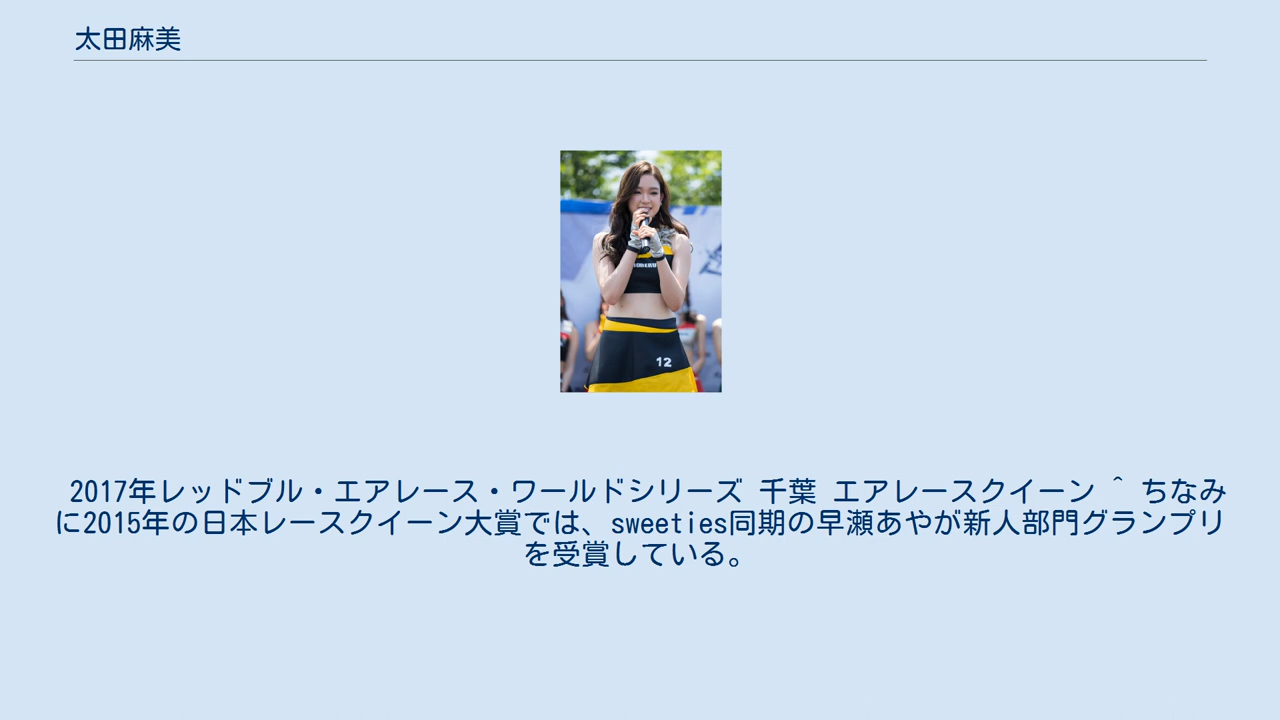 太田麻美
12
2017年レッドブル・エアレース・ワールドシリーズ 千葉 エアレースクイーン ^ ちなみ
に2015年の日本レースクイーン大賞では、sweeties同期の早瀬あやが新人部門グランプリ
を受賞している。